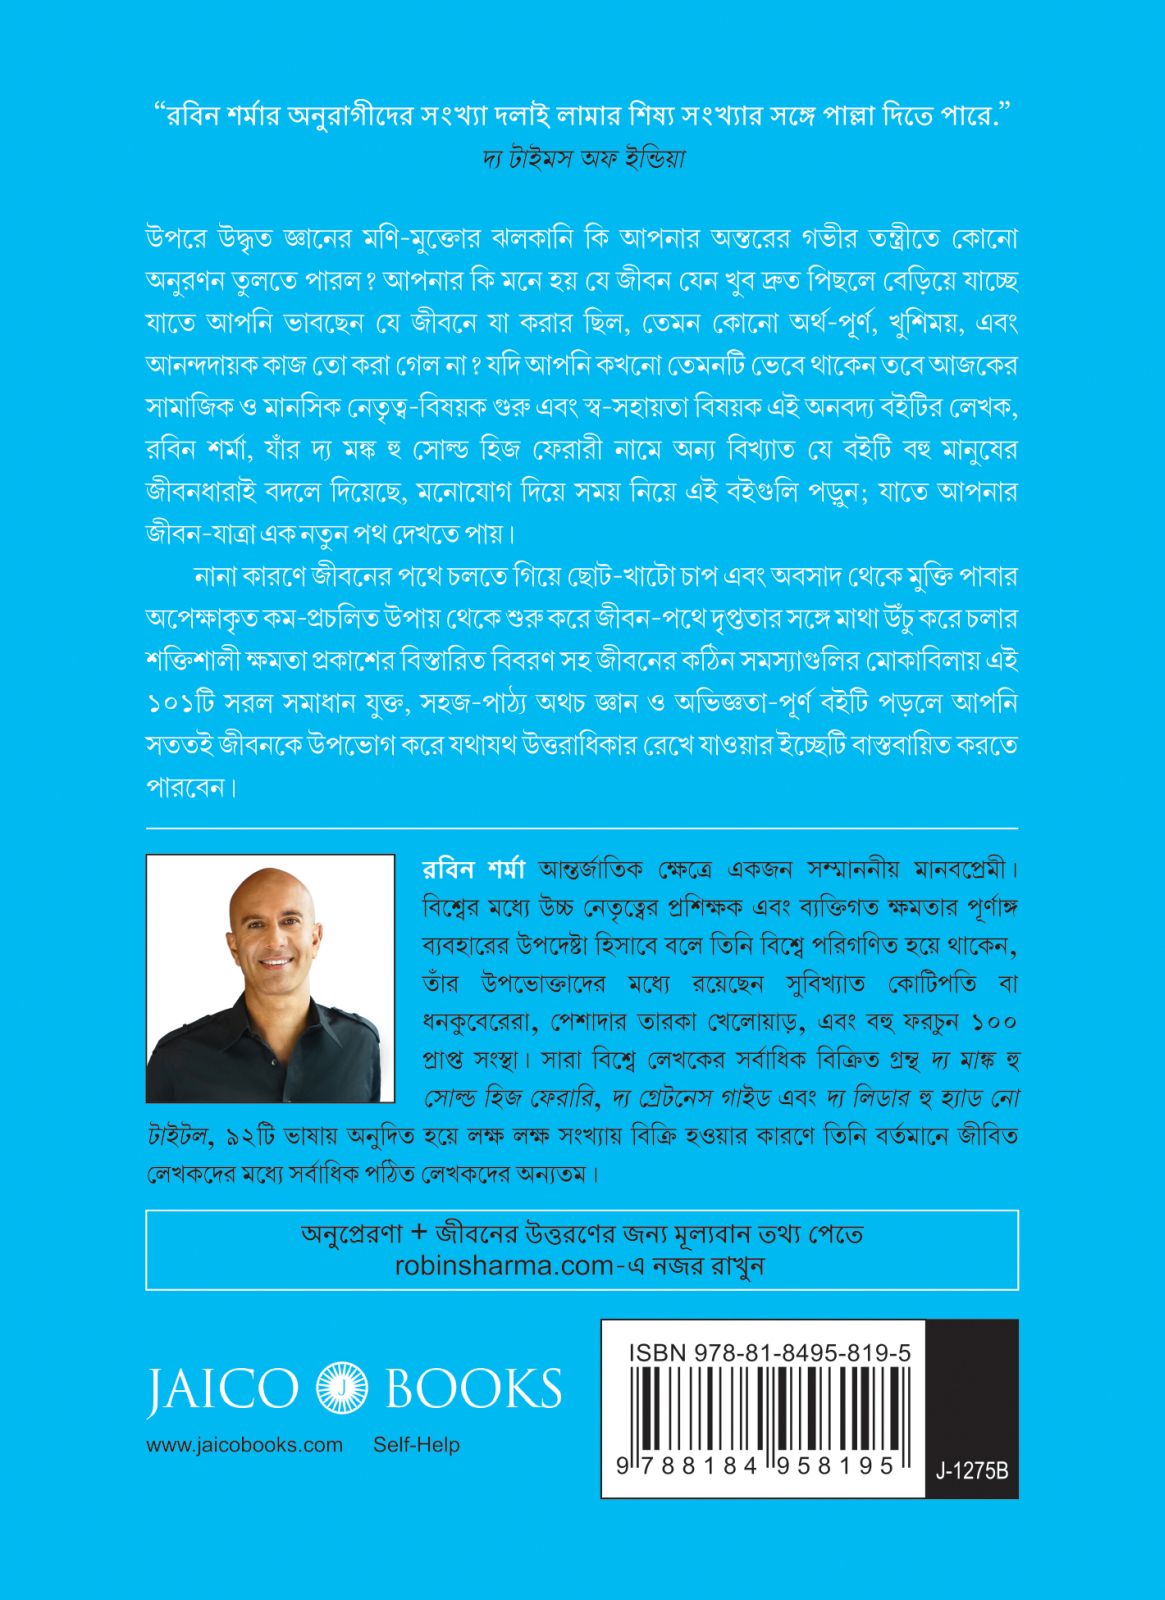 “রবিন শর্মার অনুরাগীদের সংখ্যা দলাই লামার শিষ্য সংখ্যার সঙ্গে পাল্লা দিতে পারে.”
দ্য টাইমস অফ ইন্ডিয়া
উপরে উদ্ধৃত জ্ঞানের মণি-মুক্তোর ঝলকানি কি আপনার অন্তরের গভীর তন্ত্রীতে কোনো
অনুরণন তুলতে পারল? আপনার কি মনে হয় যে জীবন যেন খুব দ্রুত পিছলে বেড়িয়ে যাচ্ছে
যাতে আপনি ভাবছেন যে জীবনে যা করার ছিল, তেমন কোনো অর্থ-পূর্ণ, খুশিময়, এবং
আনন্দদায়ক কাজ তো করা গেল না? যদি আপনি কখনো তেমনটি ভেবে থাকেন তবে আজকের
সামাজিক ও মানসিক নেতৃত্ব-বিষয়ক গুরু এবং স্ব-সহায়তা বিষয়ক এই অনবদ্য বইটির লেখক,
রবিন শর্মা, যাঁর দ্য মঙ্ক হু সোল্ড হিজ ফেরারী নামে অন্য বিখ্যাত যে বইটি বহু মানুষের
জীবনধারাই বদলে দিয়েছে, মনোযোগ দিয়ে সময় নিয়ে এই বইগুলি পড়ুন; যাতে আপনার
জীবন-যাত্রা এক নতুন পথ দেখতে পায়।
নানা কারণে জীবনের পথে চলতে গিয়ে ছোট-খাটো চাপ এবং অবসাদ থেকে মুক্তি পাবার
অপেক্ষাকৃত কম-প্রচলিত উপায় থেকে শুরু করে জীবন-পথে দৃপ্ততার সঙ্গে মাথা উঁচু করে চলার
শক্তিশালী ক্ষমতা প্রকাশের বিস্তারিত বিবরণ সহ জীবনের কঠিন সমস্যাগুলির মোকাবিলায় এই
১০১টি সরল সমাধান যুক্ত, সহজ-পাঠ্য অথচ জ্ঞান ও অভিজ্ঞতা-পূর্ণ বইটি পড়লে আপনি
সততই জীবনকে উপভোগ করে যথাযথ উত্তরাধিকার রেখে যাওয়ার ইচ্ছেটি বাস্তবায়িত করতে
পারবেন।
রবিন শর্মা আন্তর্জাতিক ক্ষেত্রে একজন সম্মাননীয় মানবপ্রেমী।
বিশ্বের মধ্যে উচ্চ নেতৃত্বের প্রশিক্ষক এবং ব্যক্তিগত ক্ষমতার পূর্ণাঙ্গ
ব্যবহারের উপদেষ্টা হিসাবে বলে তিনি বিশ্বে পরিগণিত হয়ে থাকেন,
তাঁর উপভোক্তাদের মধ্যে রয়েছেন সুবিখ্যাত কোটিপতি বা
ধনকুবেরেরা, পেশাদার তারকা খেলোয়াড়, এবং বহু ফরচুন ১০০
প্রাপ্ত সংস্থা। সারা বিশ্বে লেখকের সর্বাধিক বিক্রিত গ্রন্থ দ্য মাঙ্ক হু
সোল্ড হিজ ফেরারি, দ্য গ্রেটনেস গাইড এবং দ্য লিডার হু হ্যাড নো
টাইটল, ৯২টি ভাষায় অনুদিত হয়ে লক্ষ লক্ষ সংখ্যায় বিক্রি হওয়ার কারণে তিনি বর্তমানে জীবিত
লেখকদের মধ্যে সর্বাধিক পঠিত লেখকদের অন্যতম।
অনুপ্রেরণা + জীবনের উত্তরণের জন্য মূল্যবান তথ্য পেতে
robinsharma.com-এ নজর রাখুন
JAICO J BOOKS
www.jaicobooks.com Self-Help
ISBN 978-81-8495-819-5
9 788184 958195
J-1275B